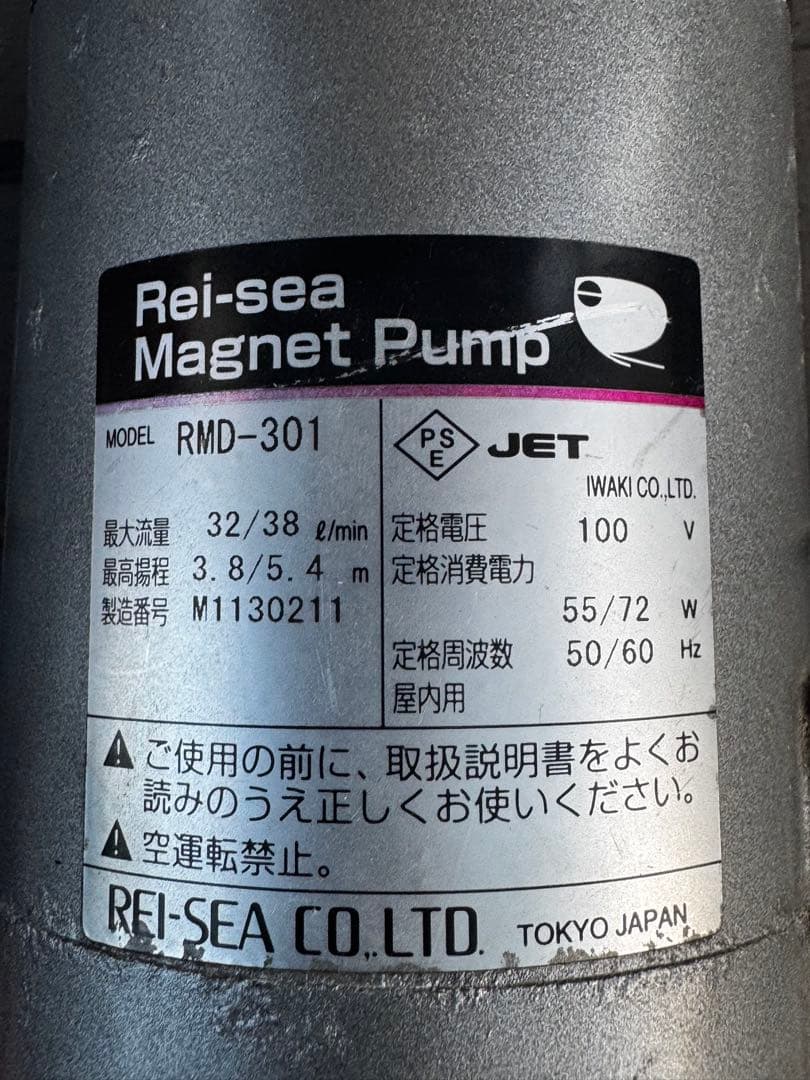 Rei-sea
Magnet Pump
MODEL RMD-301
最大流量 32/38 ℓ/min
最高揚程 3.8/5.4 m
製造番号 M1130211
PSE JET
IWAKI CO.,LTD.
定格電圧 100 V
定格消費電力
55/72 W
定格周波数 50/60 Hz
屋内用
⚠ご使用の前に、取扱説明書をよくお
読みのうえ正しくお使いください。
⚠空運転禁止。
REI-SEA CO.,LTD. TOKYO JAPAN